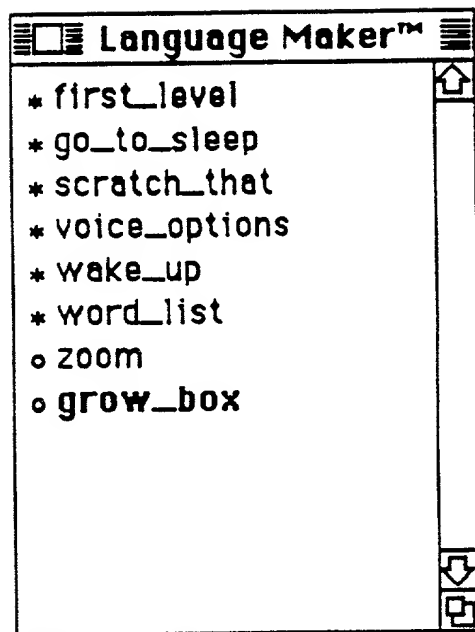 Language Maker™
* first_level
* go_to_sleep
* scratch_that
* voice_options
* wake_up
* word_list
o zoom
o grow_box